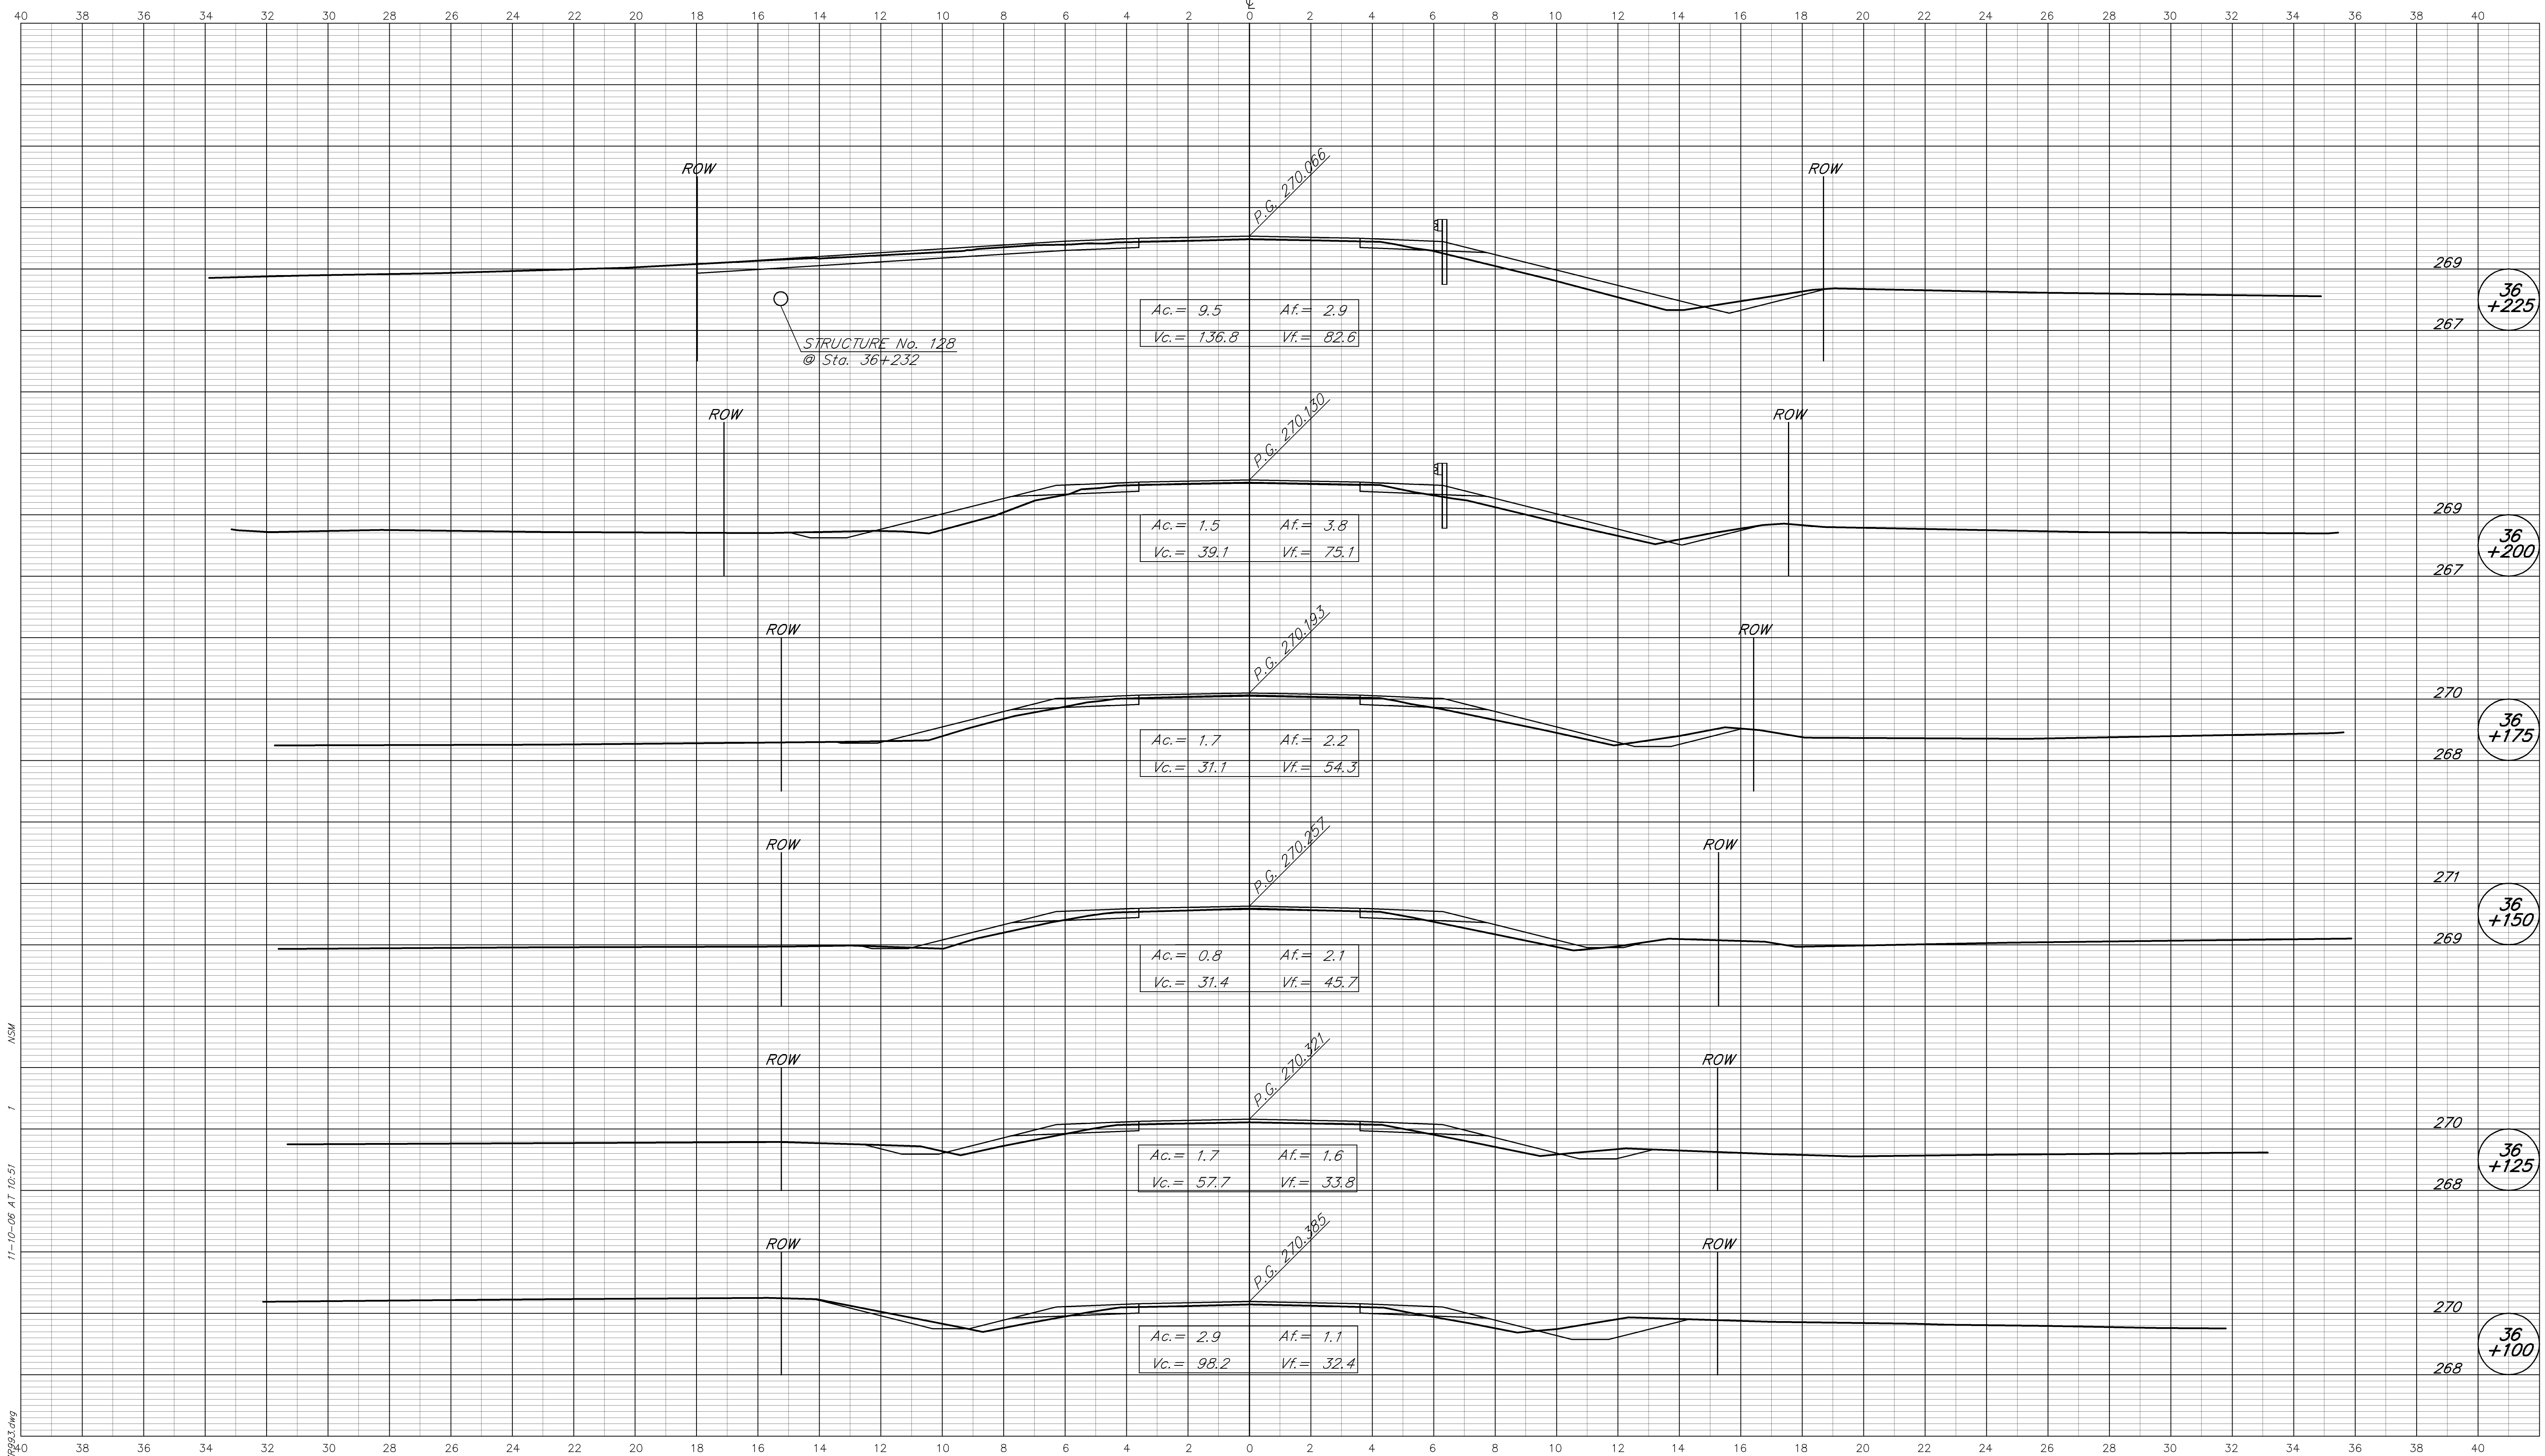 ℄
40 38 36 34 32 30 28 26 24 22 20 18 16 14 12 10 8 6 4 2 0 2 4 6 8 10 12 14 16 18 20 22 24 26 28 30 32 34 36 38 40
P.G. 270.066
ROW ROW
269
36
+225
Ac.= 9.5 Af.= 2.9
267
Vc.= 136.8 Vf.= 82.6
STRUCTURE No. 128
@ Sta. 36+232
P.G. 270.130
ROW ROW
269
36
+200
Ac.= 1.5 Af.= 3.8
Vc.= 39.1 Vf.= 75.1
267
P.G. 270.193
ROW ROW
270
36
+175
Ac.= 1.7 Af.= 2.2
268
Vc.= 31.1 Vf.= 54.3
P.G. 270.257
ROW ROW
271
36
+150
269
Ac.= 0.8 Af.= 2.1
Vc.= 31.4 Vf.= 45.7
P.G. 270.321
ROW ROW
270
36
+125
Ac.= 1.7 Af.= 1.6
Vc.= 57.7 Vf.= 33.8
268
P.G. 270.385
ROW ROW
270
36
+100
Ac.= 2.9 Af.= 1.1
Vc.= 98.2 Vf.= 32.4
268
40 38 36 34 32 30 28 26 24 22 20 18 16 14 12 10 8 6 4 2 0 2 4 6 8 10 12 14 16 18 20 22 24 26 28 30 32 34 36 38 40
11-10-06 AT 10:51 1 NSM